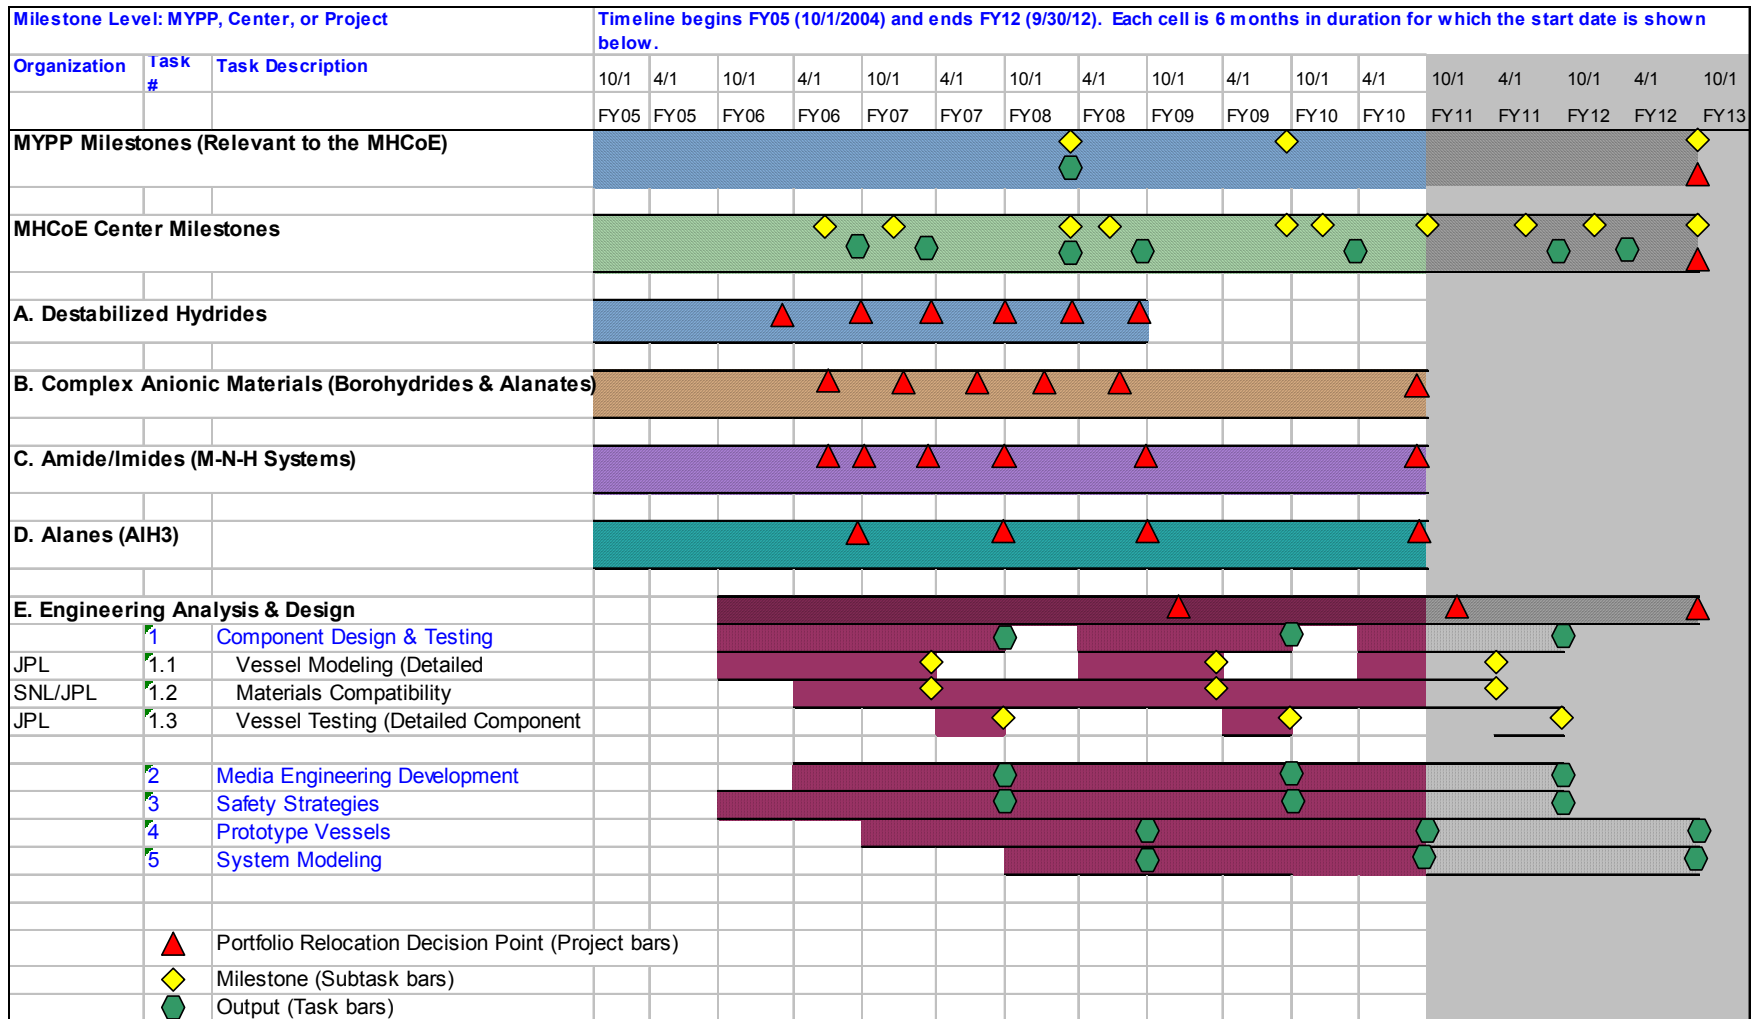 Milestone Level: MYPP, Center, or Project
Timeline begins FY05 (10/1/2004) and ends FY12 (9/30/12). Each cell is 6 months in duration for which the start date is shown
below.
Organization Task Task Description
#
10/1 4/1 10/1 4/1 10/1 4/1 10/1 4/1 10/1 4/1 10/1 4/1 10/1 4/1 10/1 4/1 10/1
FY05 FY05 FY06 FY06 FY07 FY07 FY08 FY08 FY09 FY09 FY10 FY10 FY11 FY11 FY12 FY12 FY13
MYPP Milestones (Relevant to the MHCoE)
MHCoE Center Milestones
A. Destabilized Hydrides
B. Complex Anionic Materials (Borohydrides & Alanates)
C. Amide/Imides (M-N-H Systems)
D. Alanes (AlH3)
E. Engineering Analysis & Design
1 Component Design & Testing
JPL 1.1 Vessel Modeling (Detailed
SNL/JPL 1.2 Materials Compatibility
JPL 1.3 Vessel Testing (Detailed Component
2 Media Engineering Development
3 Safety Strategies
4 Prototype Vessels
5 System Modeling
Portfolio Relocation Decision Point (Project bars)
Milestone (Subtask bars)
Output (Task bars)